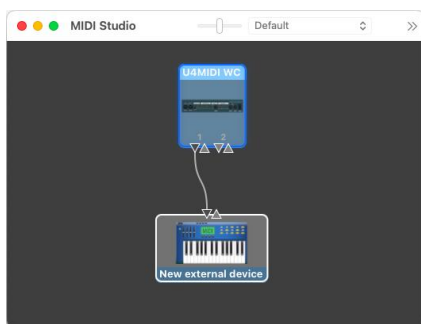 MIDI Studio
Default
U4MIDI WC
1 2
New external device